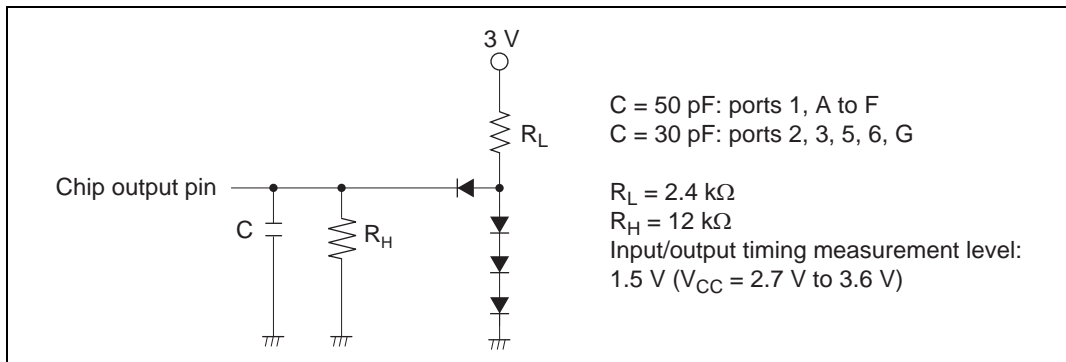 3 V
R_L
Chip output pin
C
R_H
C = 50 pF: ports 1, A to F
C = 30 pF: ports 2, 3, 5, 6, G
R_L = 2.4 kΩ
R_H = 12 kΩ
Input/output timing measurement level:
1.5 V (V_CC = 2.7 V to 3.6 V)